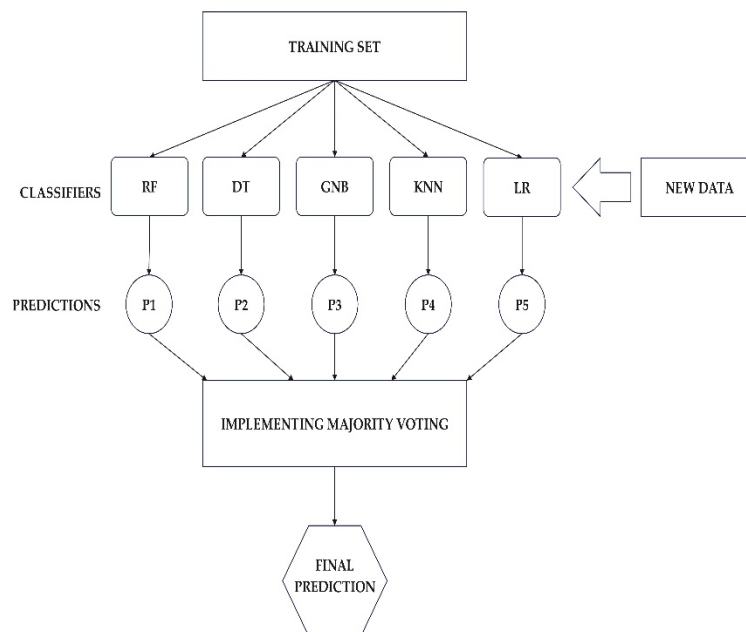 TRAINING SET
CLASSIFIERS
RF
DT
GNB
KNN
LR
NEW DATA
PREDICTIONS
P1
P2
P3
P4
P5
IMPLEMENTING MAJORITY VOTING
FINAL
PREDICTION